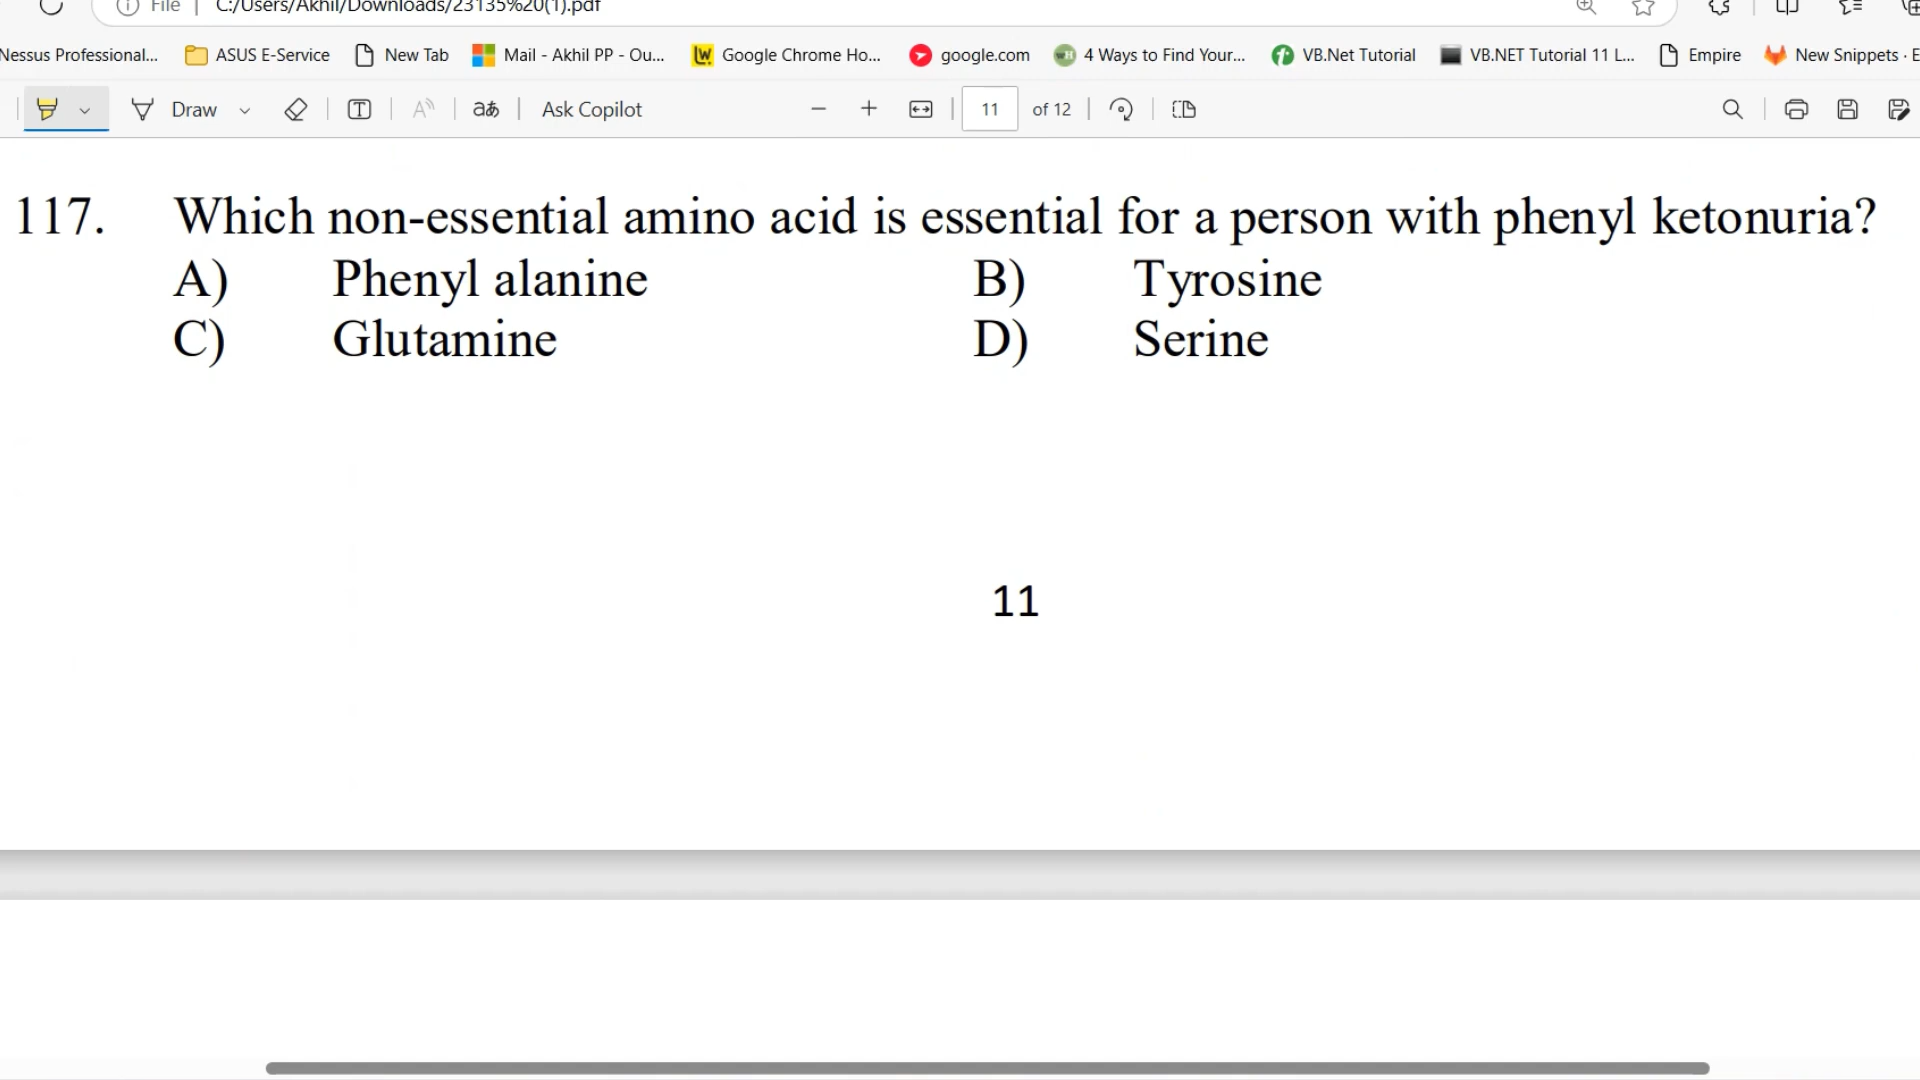 File | C:/Users/Akhil/Downloads/23135%20(1).pdf
Nessus Professional... ASUS E-Service New Tab Mail - Akhil PP - Ou... Google Chrome Ho... google.com 4 Ways to Find Your... VB.Net Tutorial VB.NET Tutorial 11 L... Empire New Snippets · E
Draw Ask Copilot 11 of 12
117. Which non-essential amino acid is essential for a person with phenyl ketonuria?
A) Phenyl alanine B) Tyrosine
C) Glutamine D) Serine
11